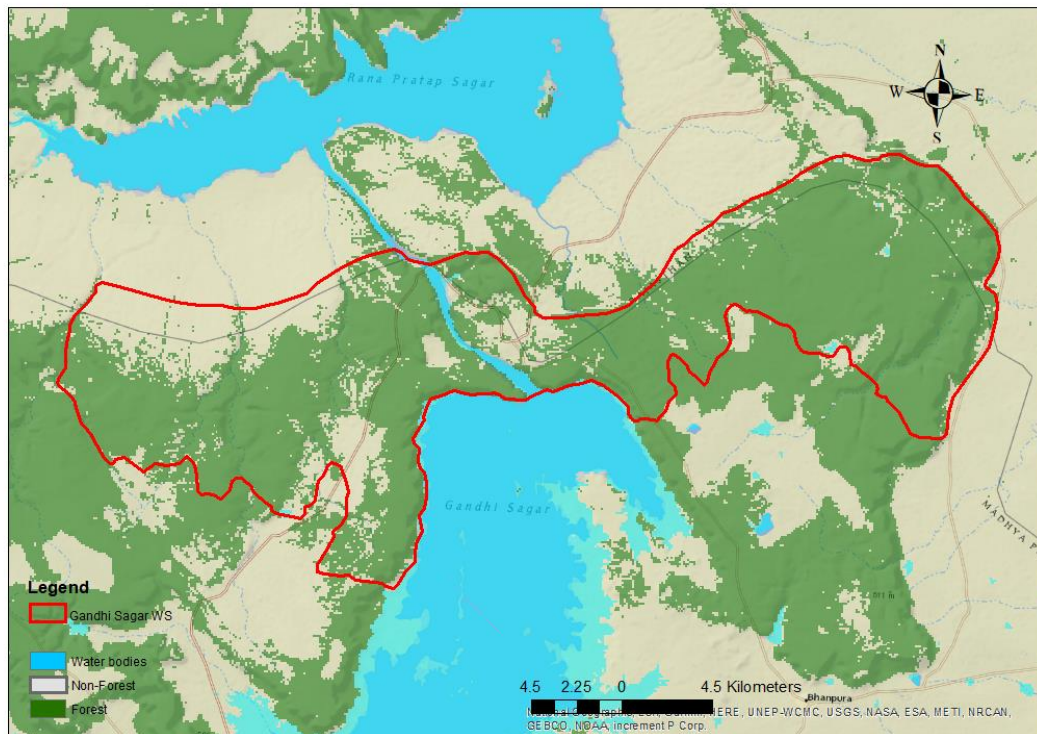 Rana Pratap Sagar
N
W E
S
Gandhi Sagar
MADHYA P
Legend
Gandhi Sagar WS
Water bodies
Non-Forest
Forest
4.5 2.25 0 4.5 Kilometers
Bhanpura
HERE, UNEP-WCMC, USGS, NASA, ESA, METI, NRCAN,
GEBCO, NOAA, increment P Corp.